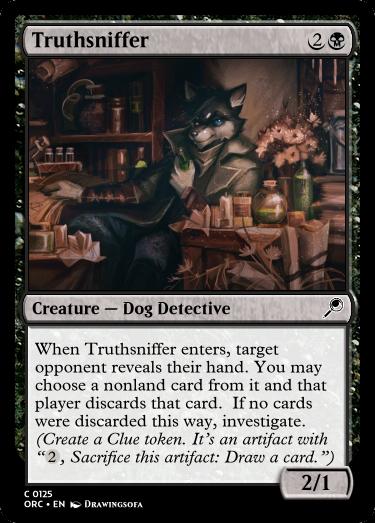 Truthsniffer 2
Creature — Dog Detective
When Truthsniffer enters, target
opponent reveals their hand. You may
choose a nonland card from it and that
player discards that card.  If no cards
were discarded this way, investigate.
(Create a Clue token. It's an artifact with
“2, Sacrifice this artifact: Draw a card.”)
2/1
C 0125
ORC • EN DRAWINGSOFA